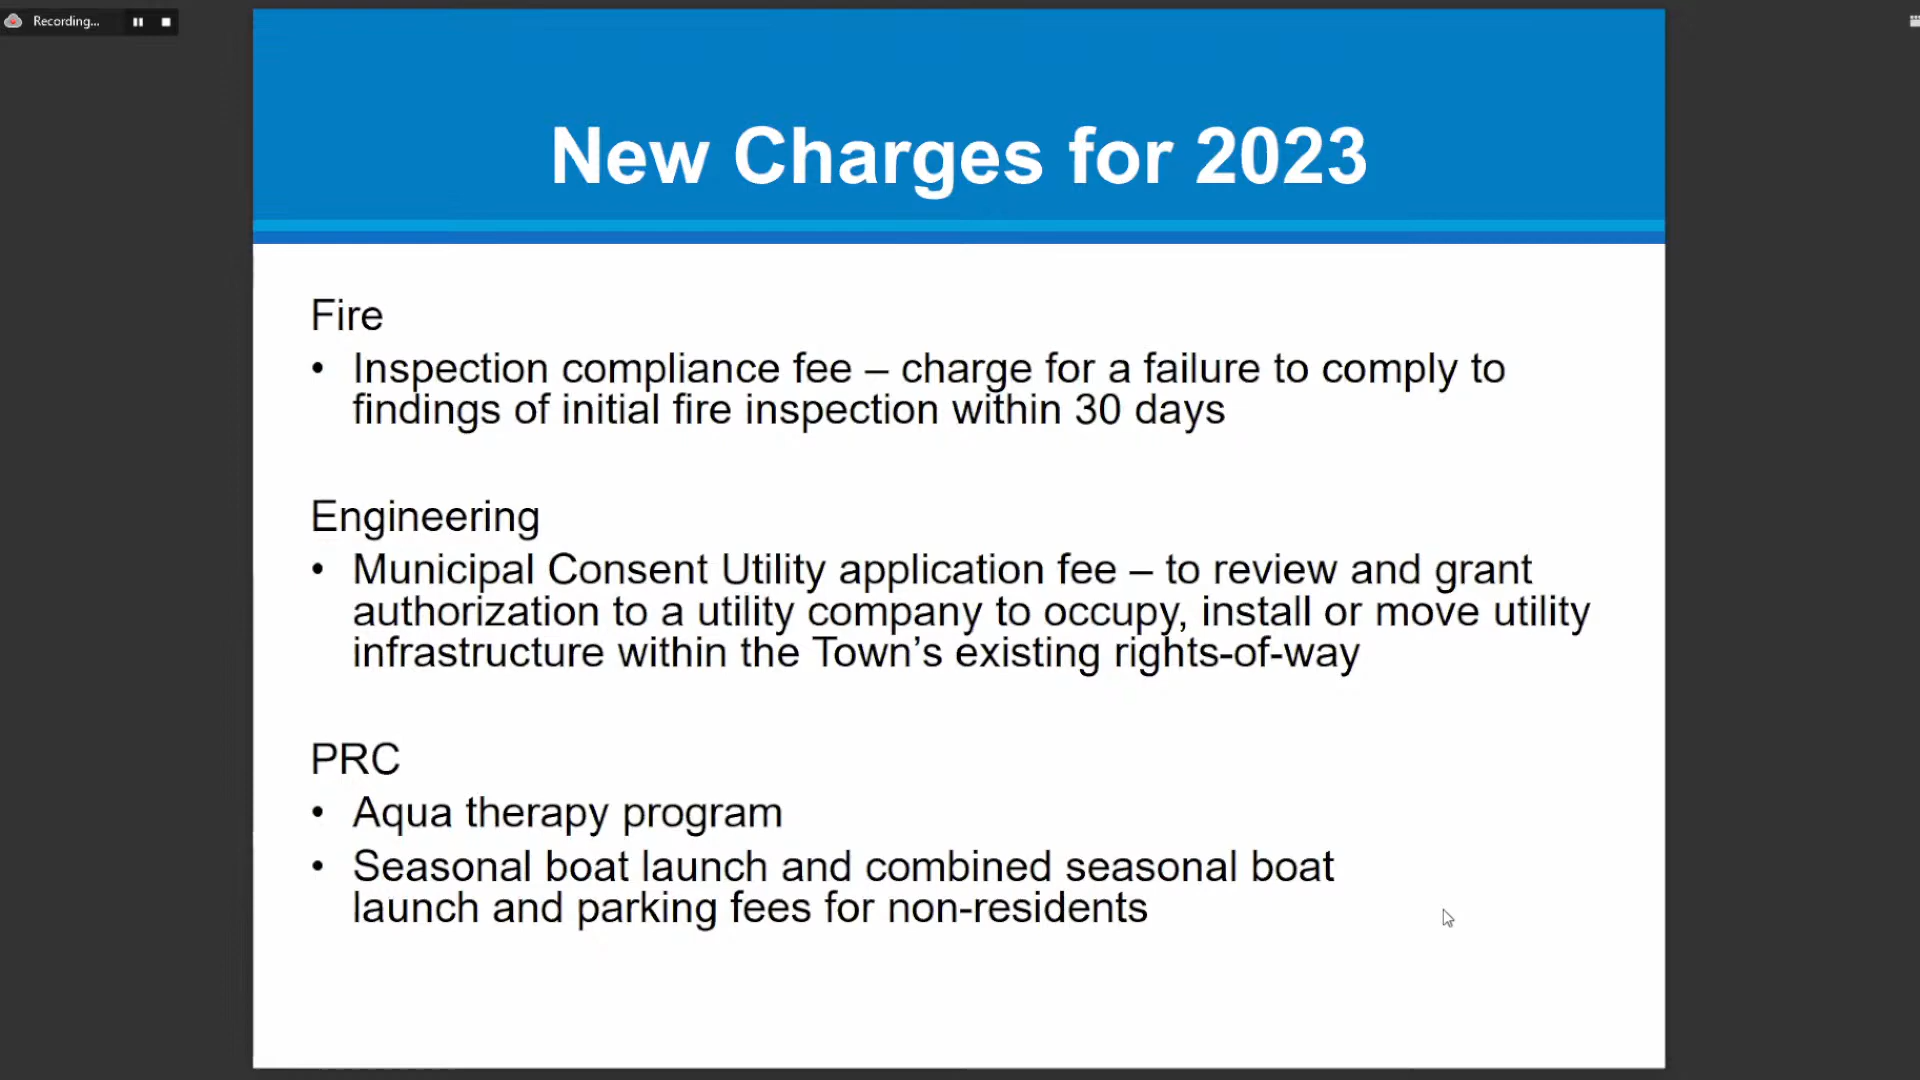 Recording...
New Charges for 2023
Fire
• Inspection compliance fee – charge for a failure to comply to
findings of initial fire inspection within 30 days
Engineering
• Municipal Consent Utility application fee – to review and grant
authorization to a utility company to occupy, install or move utility
infrastructure within the Town’s existing rights-of-way
PRC
• Aqua therapy program
• Seasonal boat launch and combined seasonal boat
launch and parking fees for non-residents